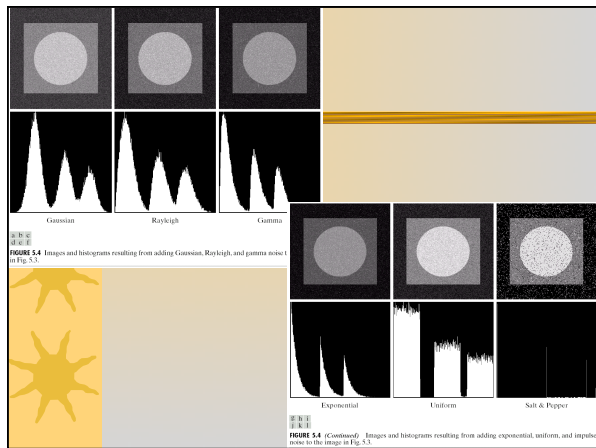 Gaussian Rayleigh Gamma
a b c
d e f
FIGURE 5.4 Images and histograms resulting from adding Gaussian, Rayleigh, and gamma noise t
in Fig. 5.3.
Exponential Uniform Salt & Pepper
g h i
j k l
FIGURE 5.4 (Continued) Images and histograms resulting from adding exponential, uniform, and impulse
noise to the image in Fig. 5.3.